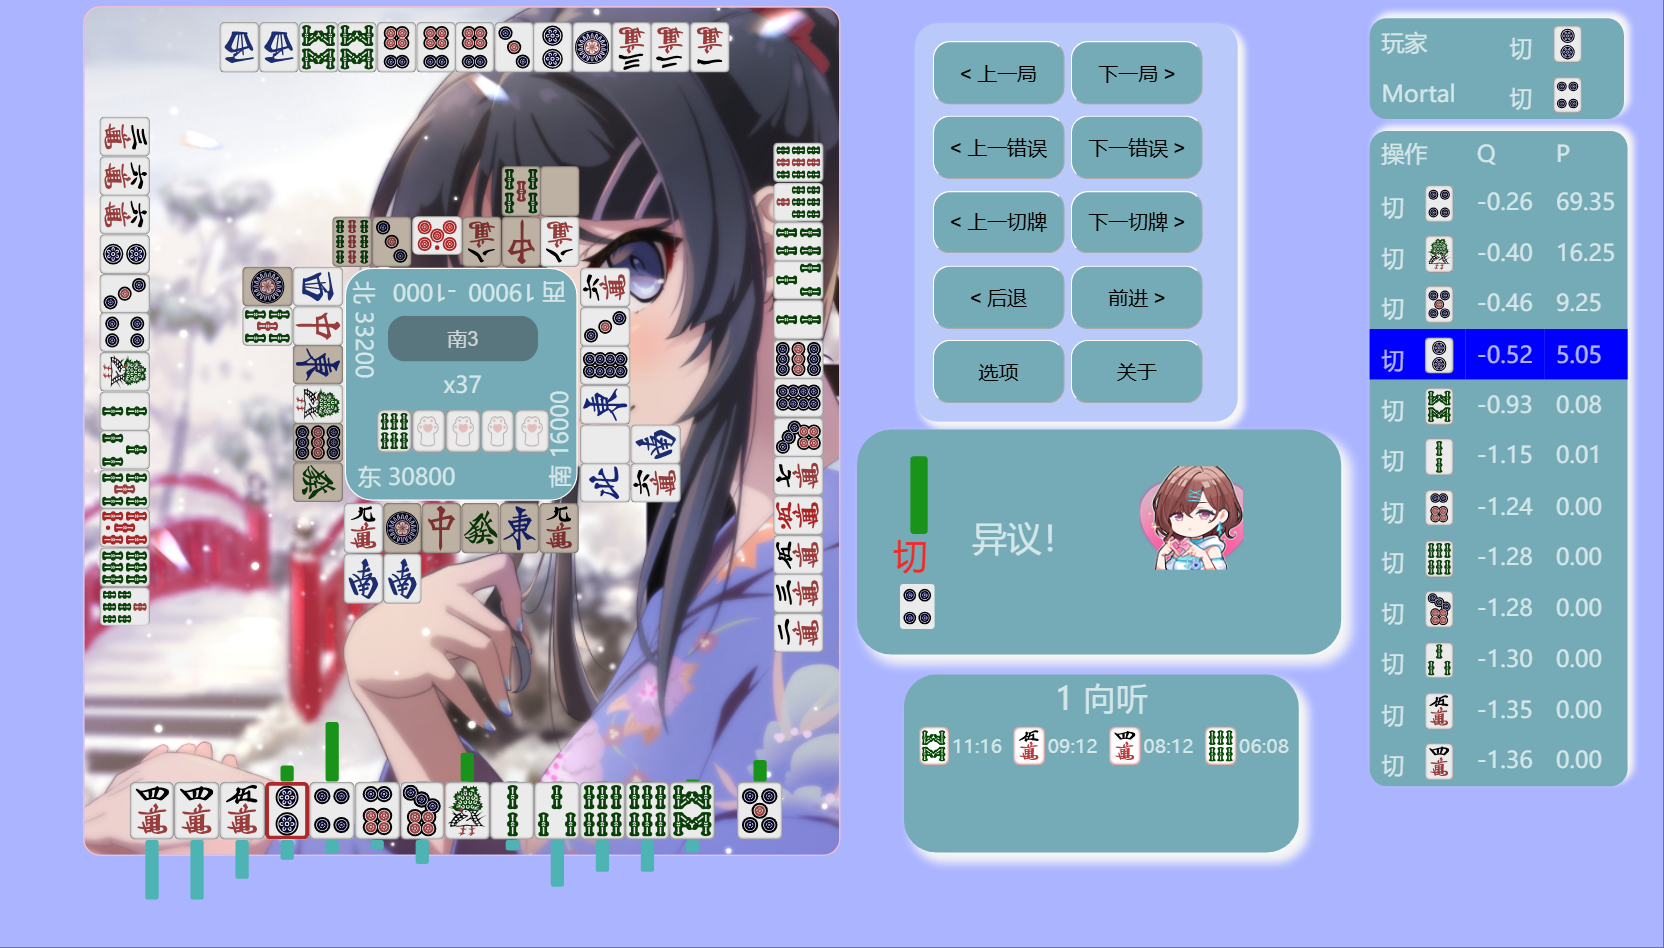 < 上一局
下一局 >
< 上一错误
下一错误 >
< 上一切牌
下一切牌 >
< 后退
前进 >
选项
关于
西 19000 -1000
北 33200
南3
x37
南 16000
东 30800
切
异议!
1 向听
11:16 09:12 08:12 06:08
玩家 切
Mortal 切
操作 Q P
切 -0.26 69.35
切 -0.40 16.25
切 -0.46 9.25
切 -0.52 5.05
切 -0.93 0.08
切 -1.15 0.01
切 -1.24 0.00
切 -1.28 0.00
切 -1.28 0.00
切 -1.30 0.00
切 -1.35 0.00
切 -1.36 0.00